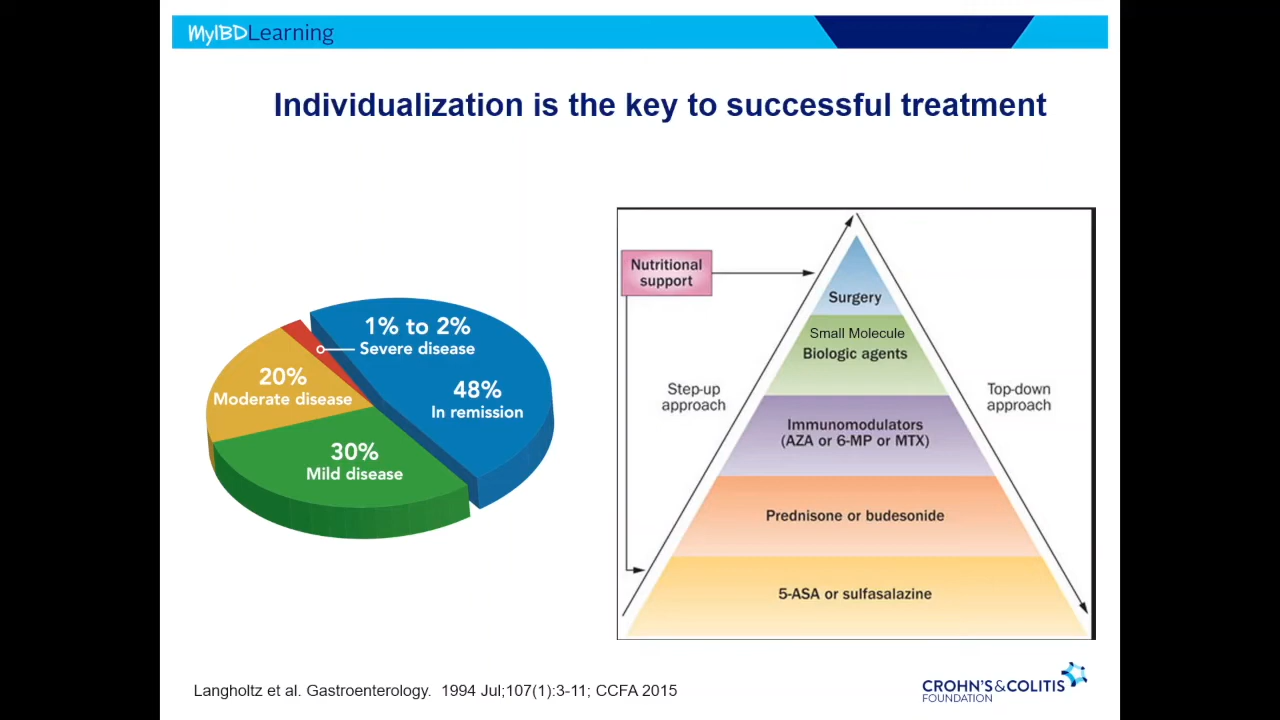 MyIBDLearning
Individualization is the key to successful treatment
1% to 2%
Severe disease
20%
Moderate disease
48%
In remission
30%
Mild disease
Nutritional
support
Surgery
Small Molecule
Biologic agents
Step-up
approach
Top-down
approach
Immunomodulators
(AZA or 6-MP or MTX)
Prednisone or budesonide
5-ASA or sulfasalazine
Langholtz et al. Gastroenterology.  1994 Jul;107(1):3-11; CCFA 2015
CROHN'S & COLITIS
FOUNDATION